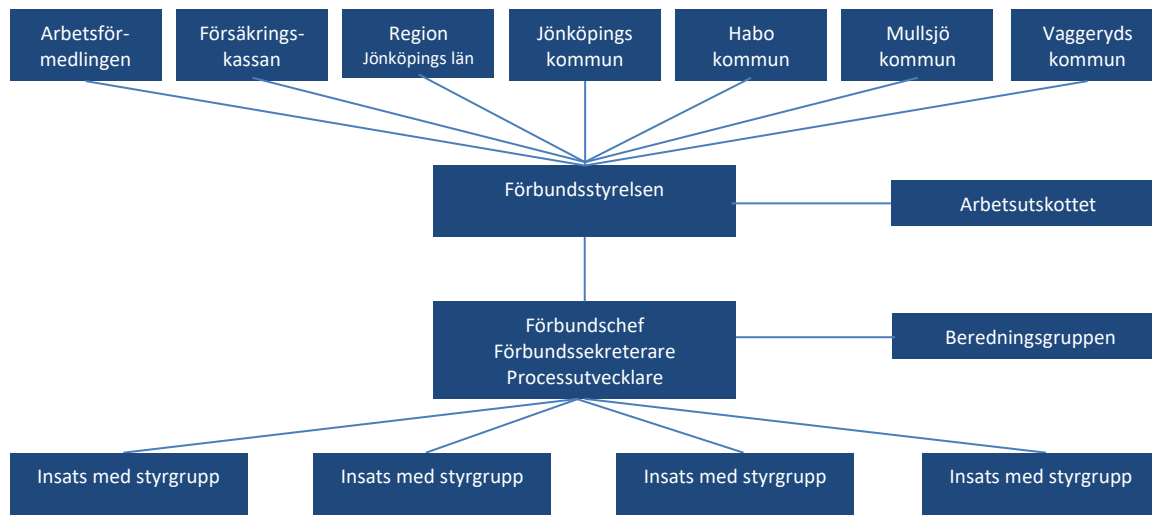 Arbetsför-
medlingen
Försäkrings-
kassan
Region
Jönköpings län
Jönköpings
kommun
Habo
kommun
Mullsjö
kommun
Vaggeryds
kommun
Förbundsstyrelsen
Arbetsutskottet
Förbundschef
Förbundssekreterare
Processutvecklare
Beredningsgruppen
Insats med styrgrupp
Insats med styrgrupp
Insats med styrgrupp
Insats med styrgrupp